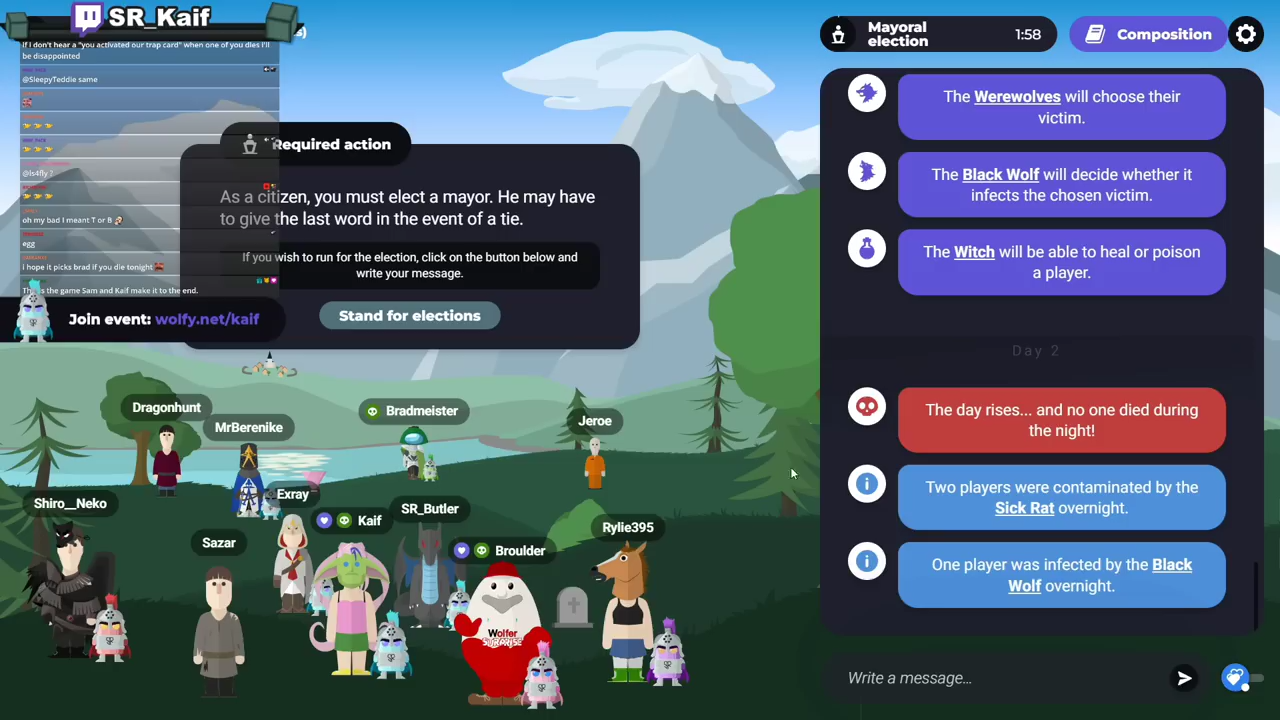 SR_Kaif
If I don't hear a "you activated our trap card" when one of you dies I'll
be disappointed
@SleepyTeddie same
@Is4fly
oh my bad I meant T or B
egg
I hope it picks brad if you die tonight
the game Sam and Kaif make it to the end.
Join event: wolfy.net/kaif
Required action
As a citizen, you must elect a mayor. He may have
to give the last word in the event of a tie.
If you wish to run for the election, click on the button below and
write your message.
Stand for elections
Dragonhunt
MrBerenike
Bradmeister
Jeroe
Shiro__Neko
Exray
SR_Butler
Kaif
Rylie395
Sazar
Broulder
Wolfer
SURPRISE
Mayoral
election
1:58
Composition
The Werewolves will choose their
victim.
The Black Wolf will decide whether it
infects the chosen victim.
The Witch will be able to heal or poison
a player.
Day 2
The day rises... and no one died during
the night!
Two players were contaminated by the
Sick Rat overnight.
One player was infected by the Black
Wolf overnight.
Write a message...